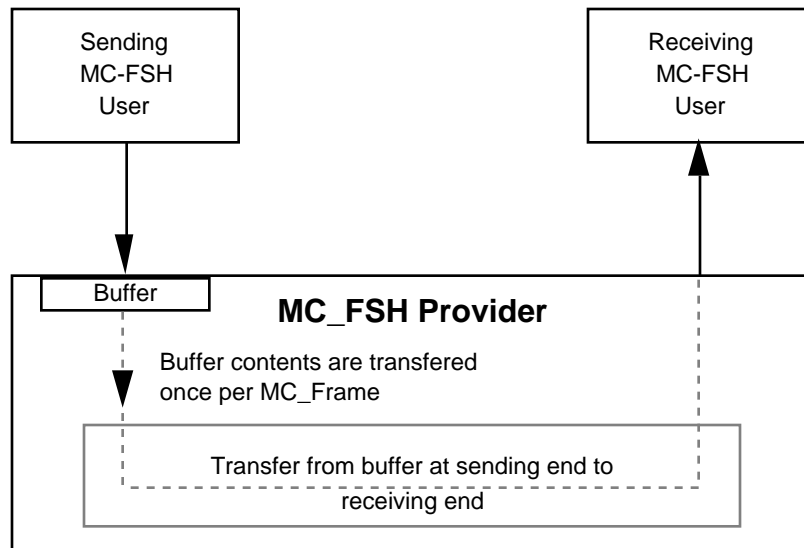 Sending
MC-FSH
User
Receiving
MC-FSH
User
Buffer
MC_FSH Provider
Buffer contents are transfered
once per MC_Frame
Transfer from buffer at sending end to
receiving end